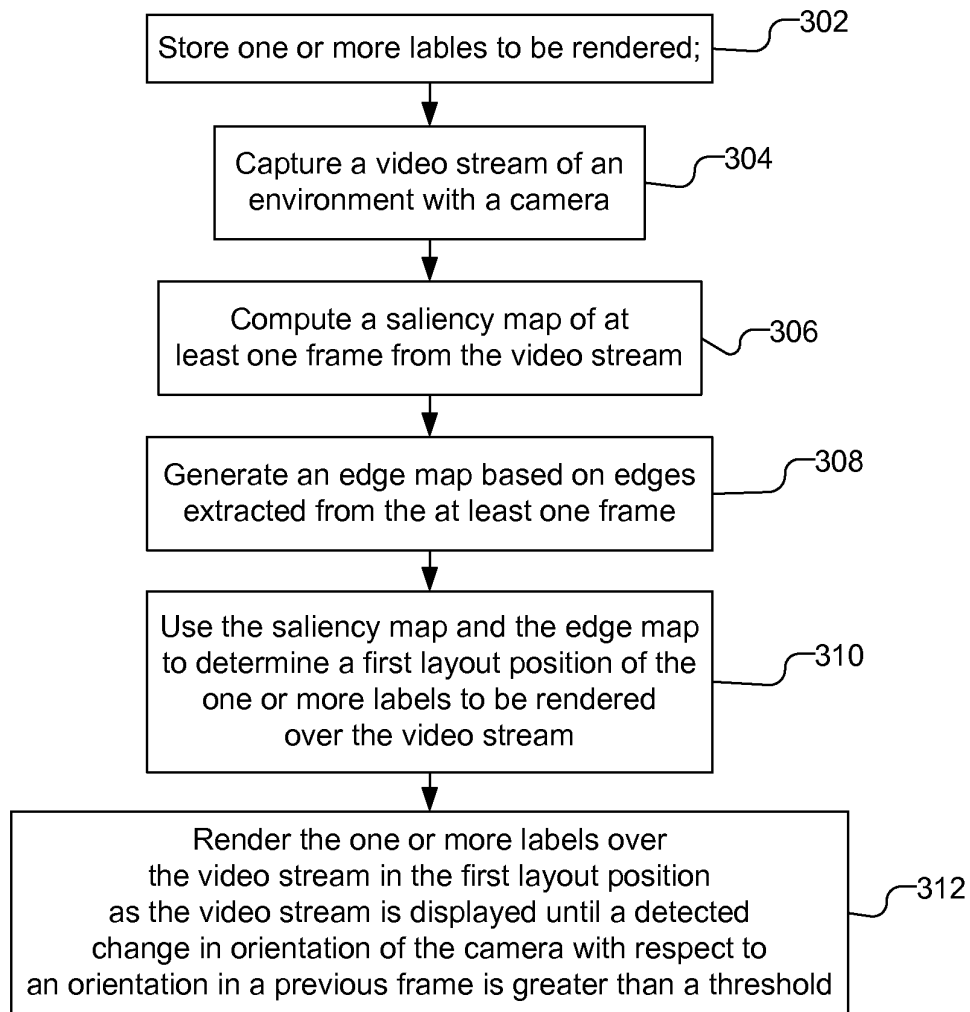 Store one or more lables to be rendered;
302
Capture a video stream of an
environment with a camera
304
Compute a saliency map of at
least one frame from the video stream
306
Generate an edge map based on edges
extracted from the at least one frame
308
Use the saliency map and the edge map
to determine a first layout position of the
one or more labels to be rendered
over the video stream
310
Render the one or more labels over
the video stream in the first layout position
as the video stream is displayed until a detected
change in orientation of the camera with respect to
an orientation in a previous frame is greater than a threshold
312